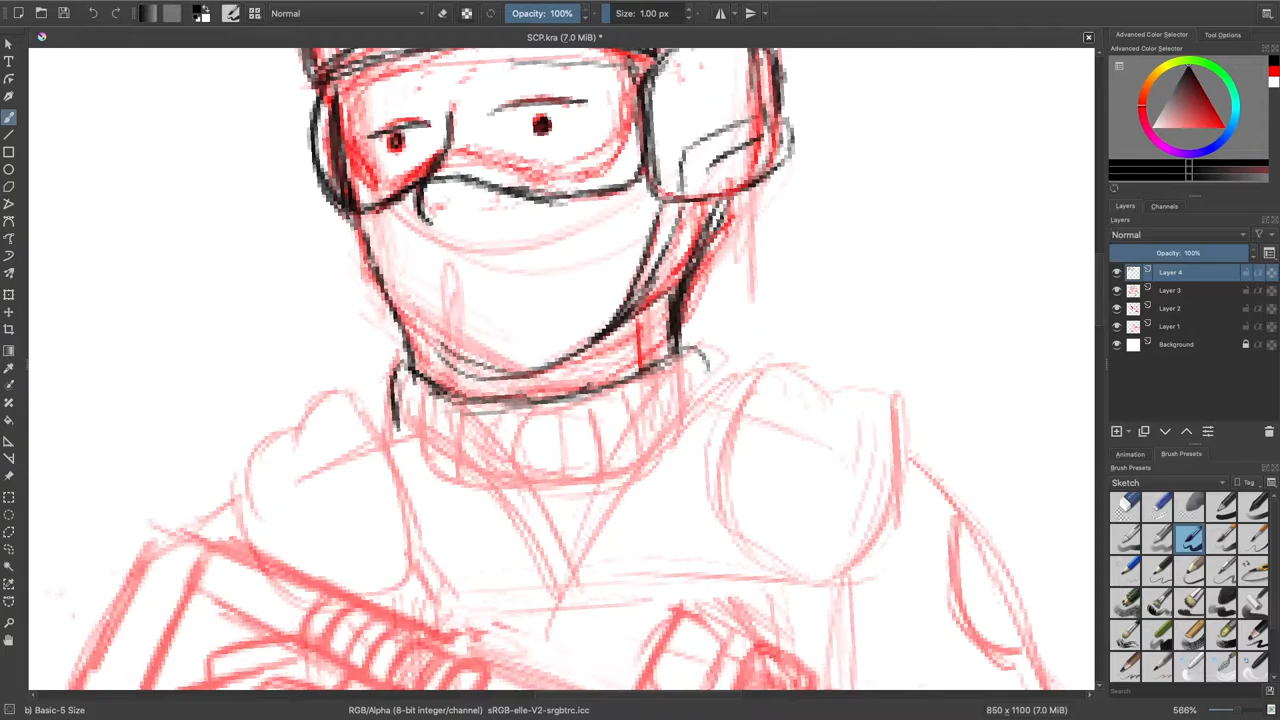 Normal
Opacity: 100%
Size: 1.00 px
SCP.kra (7.0 MiB) *
Advanced Color Selector
Tool Options
Advanced Color Selector
Layers
Channels
Layers
Normal
Opacity: 100%
Layer 4
Layer 3
Layer 2
Layer 1
Background
Animation
Brush Presets
Brush Presets
Sketch
Tag
Search
b) Basic-5 Size
RGB/Alpha (8-bit integer/channel) sRGB-elle-V2-srgbtrc.icc
850 x 1100 (7.0 MiB)
566%